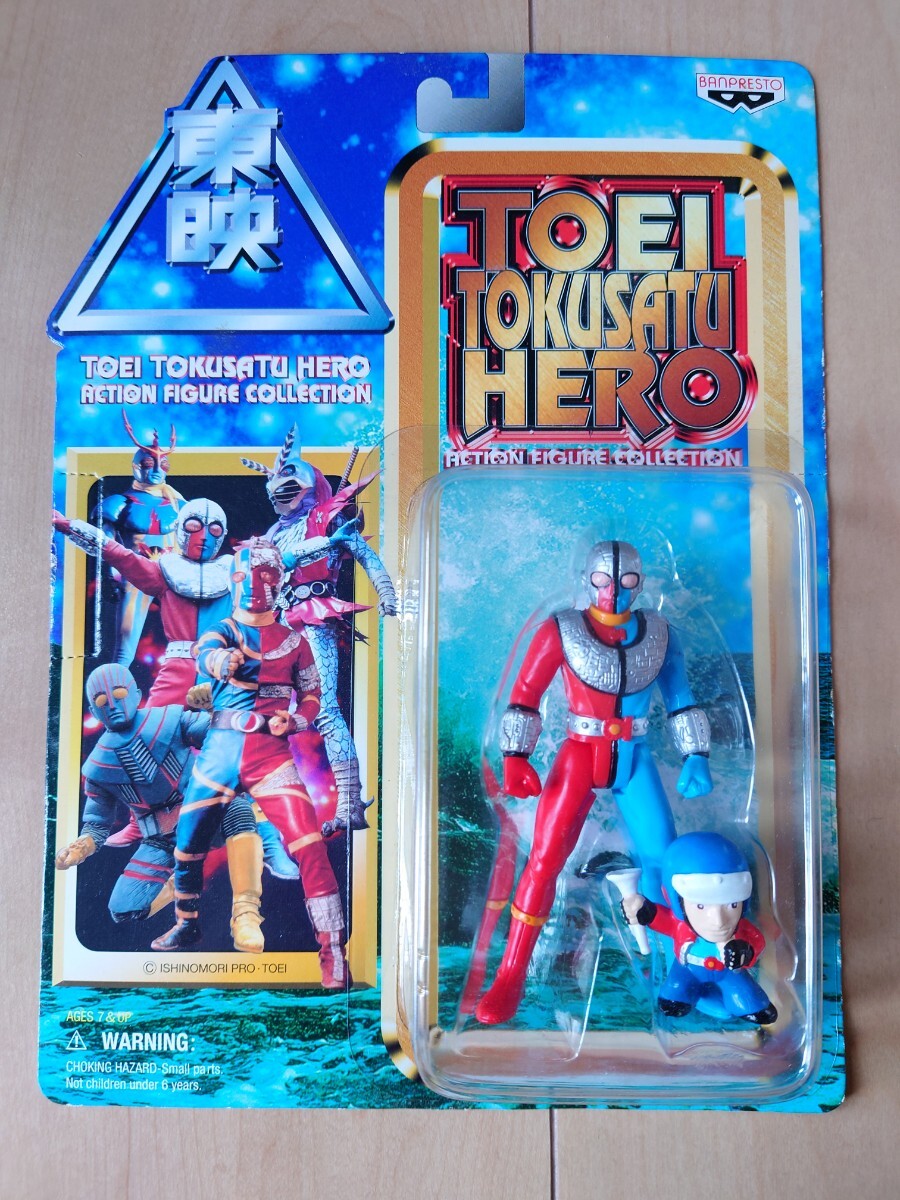 東
映
BANPRESTO
TOEI
TOKUSATU
HERO
ACTION FIGURE COLLECTION
TOEI TOKUSATU HERO
ACTION FIGURE COLLECTION
© ISHINOMORI PRO・TOEI
AGES 7 & UP
⚠ WARNING:
CHOKING HAZARD-Small parts.
Not children under 6 years.